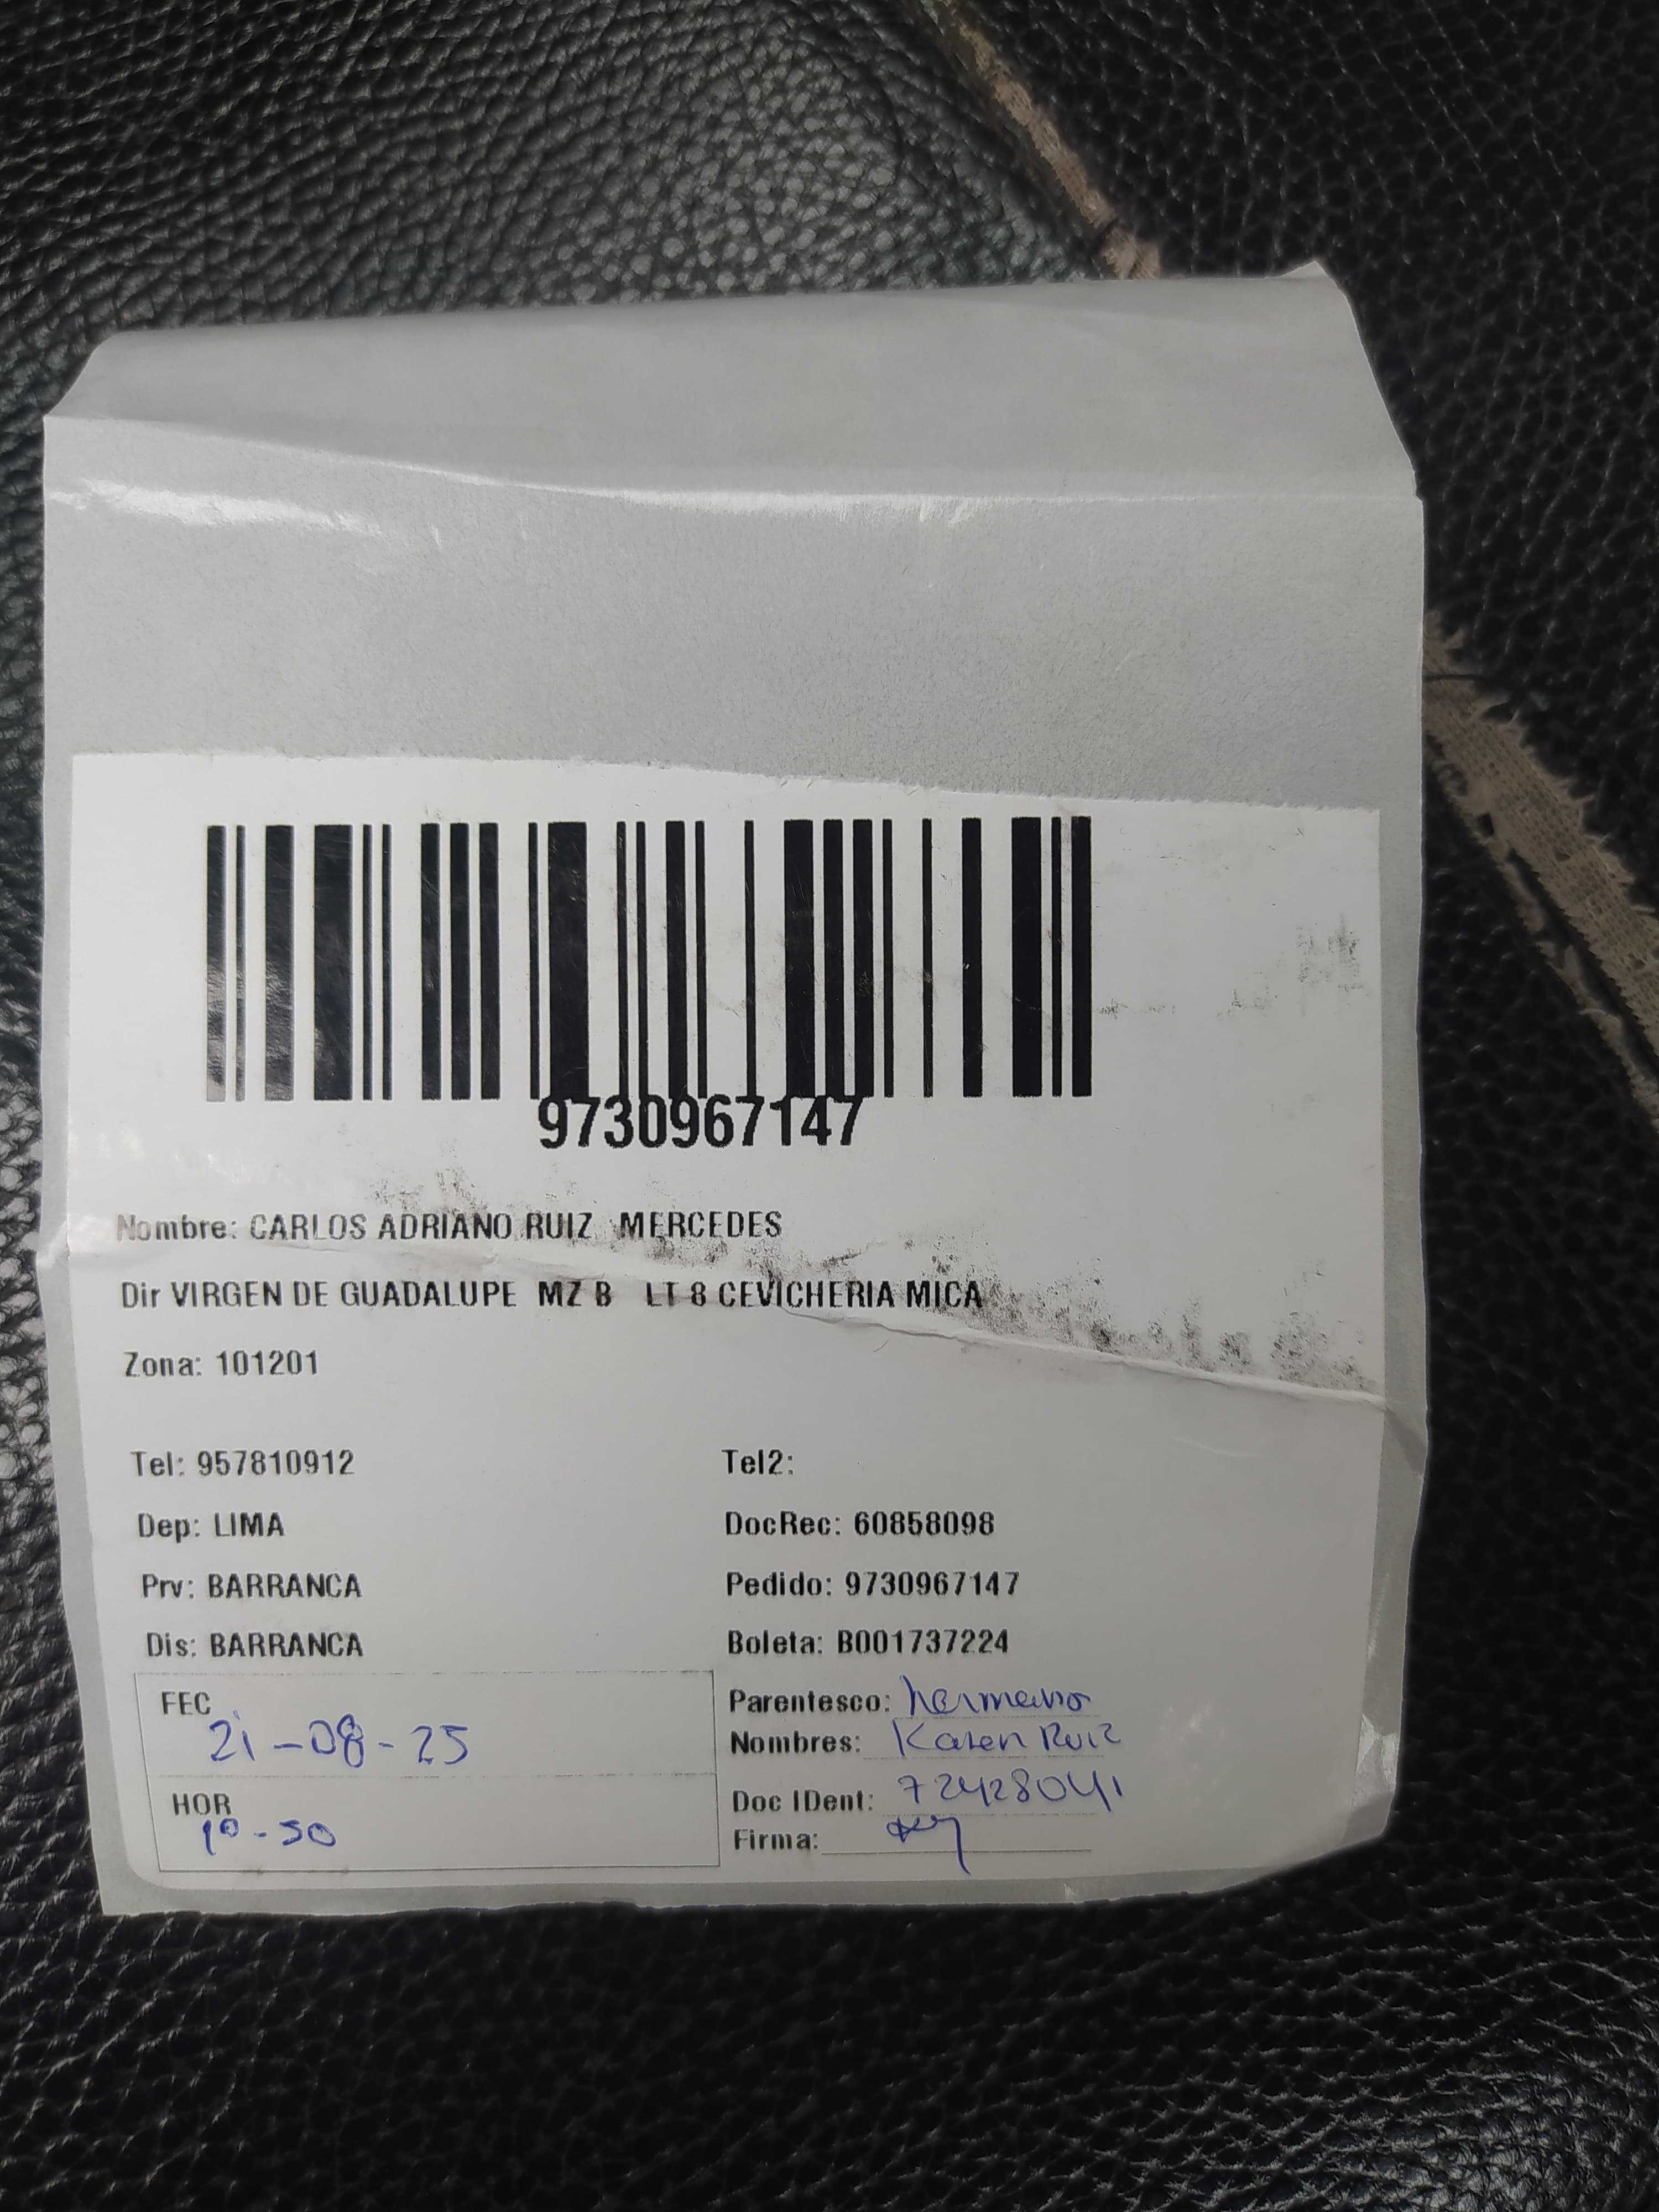 9730967147
Nombre: CARLOS ADRIANO RUIZ MERCEDES
Dir VIRGEN DE GUADALUPE MZ B LT 8 CEVICHERIA MICA
Zona: 101201
Tel: 957810912 Tel2:
Dep: LIMA DocRec: 60858098
Prv: BARRANCA Pedido: 9730967147
Dis: BARRANCA Boleta: B001737224
FEC
21-08-25
HOR
10-50
Parentesco: hermano
Nombres: Karen Ruiz
Doc IDent: 72428041
Firma: